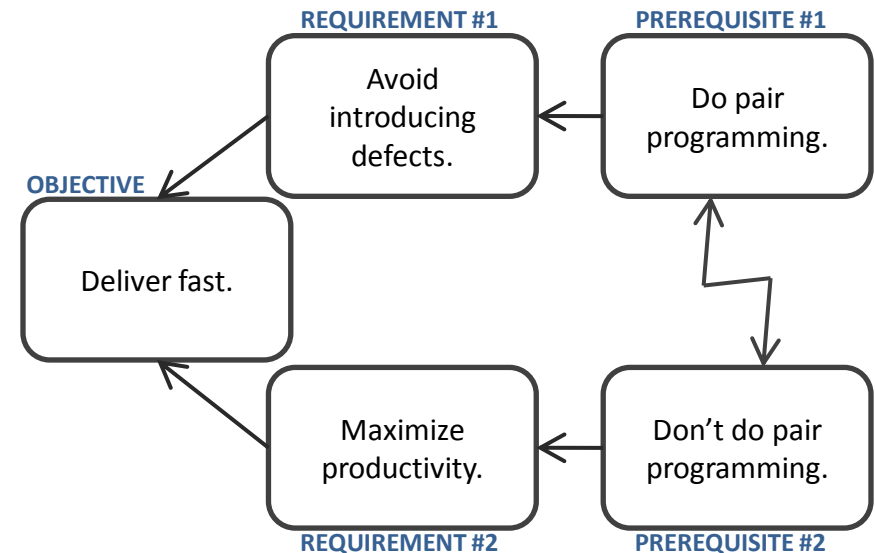 REQUIREMENT #1
Avoid
introducing
defects.
PREREQUISITE #1
Do pair
programming.
OBJECTIVE
Deliver fast.
Maximize
productivity.
REQUIREMENT #2
Don’t do pair
programming.
PREREQUISITE #2